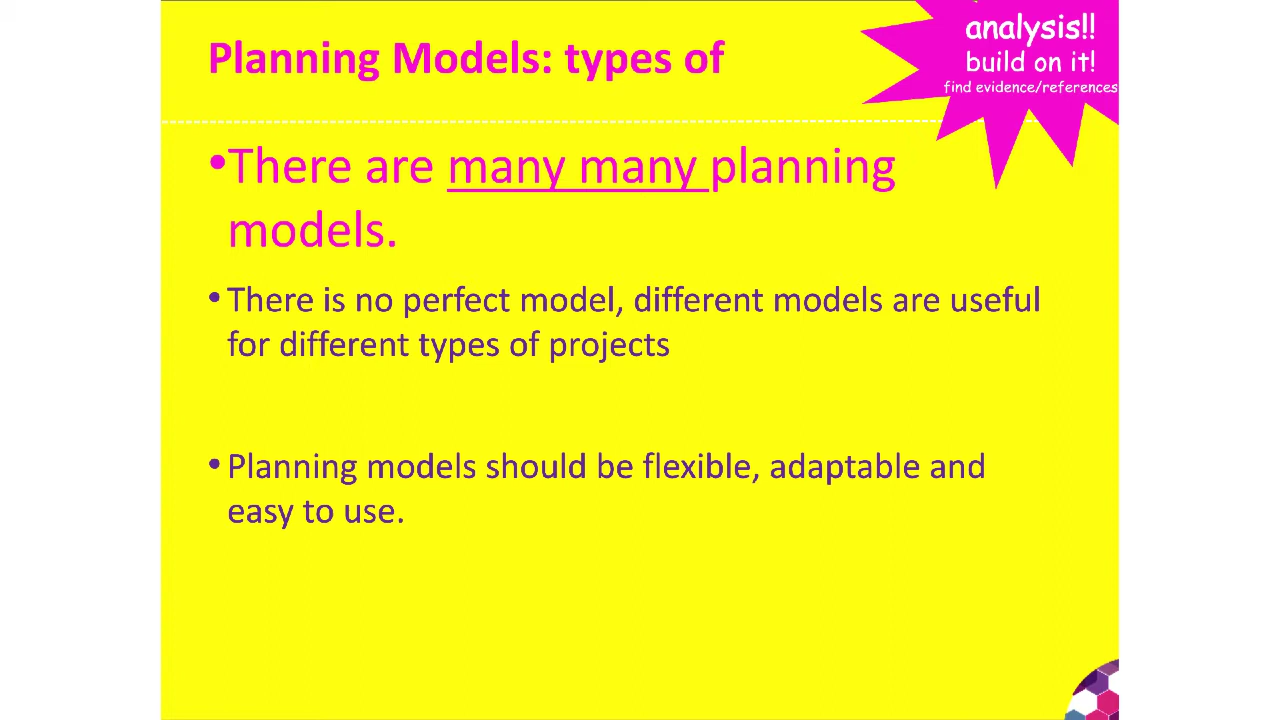 Planning Models: types of
analysis!!
build on it!
find evidence/references
•There are many many planning
models.
• There is no perfect model, different models are useful
for different types of projects
• Planning models should be flexible, adaptable and
easy to use.